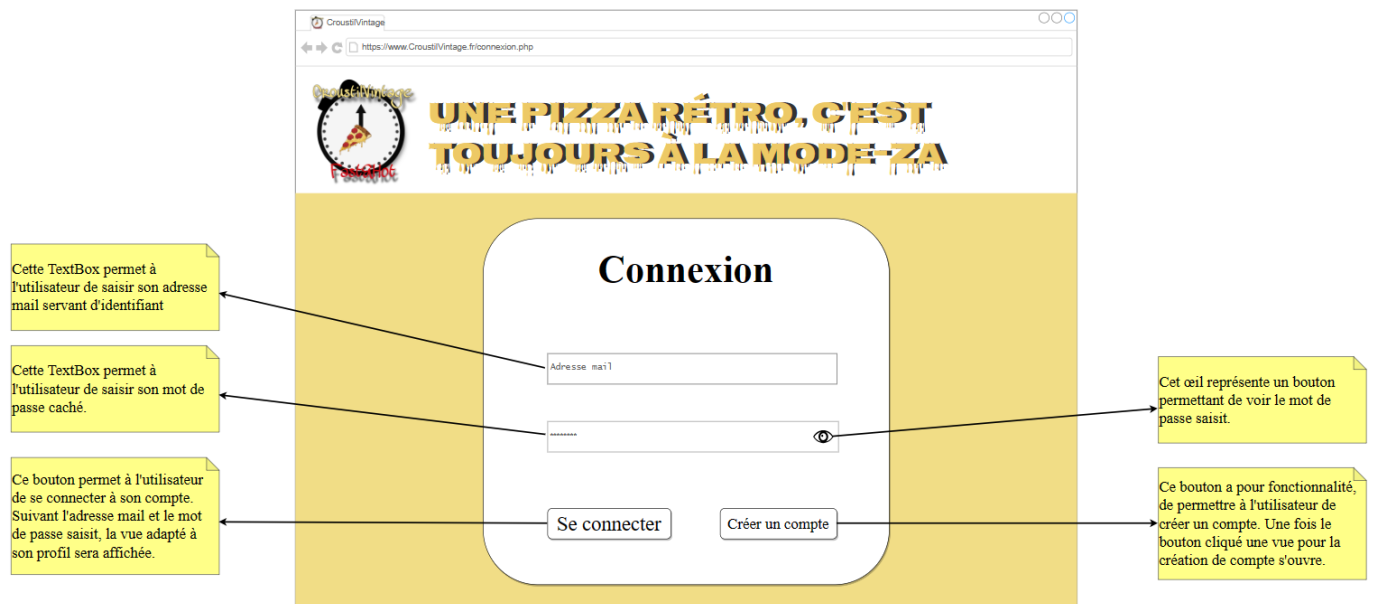 CroustilVintage
https://www.CroustilVintage.fr/connexion.php
CroustilVintage
FastShot
UNE PIZZA RÉTRO, C'EST
TOUJOURS À LA MODE-ZA
Connexion
Cette TextBox permet à
l'utilisateur de saisir son adresse
mail servant d'identifiant
Adresse mail
Cette TextBox permet à
l'utilisateur de saisir son mot de
passe caché.
********
Cet œil représente un bouton
permettant de voir le mot de
passe saisit.
Ce bouton permet à l'utilisateur
de se connecter à son compte.
Suivant l'adresse mail et le mot
de passe saisit, la vue adapté à
son profil sera affichée.
Se connecter
Créer un compte
Ce bouton a pour fonctionnalité,
de permettre à l'utilisateur de
créer un compte. Une fois le
bouton cliqué une vue pour la
création de compte s'ouvre.